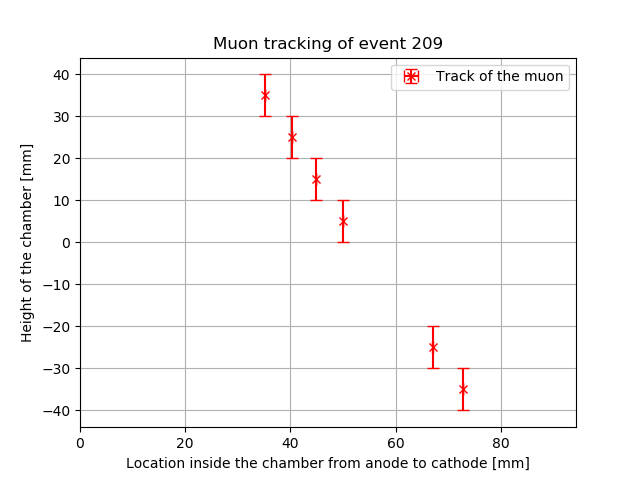 Muon tracking of event 209
Track of the muon
Height of the chamber [mm]
40
30
20
10
0
−10
−20
−30
−40
0 20 40 60 80
Location inside the chamber from anode to cathode [mm]